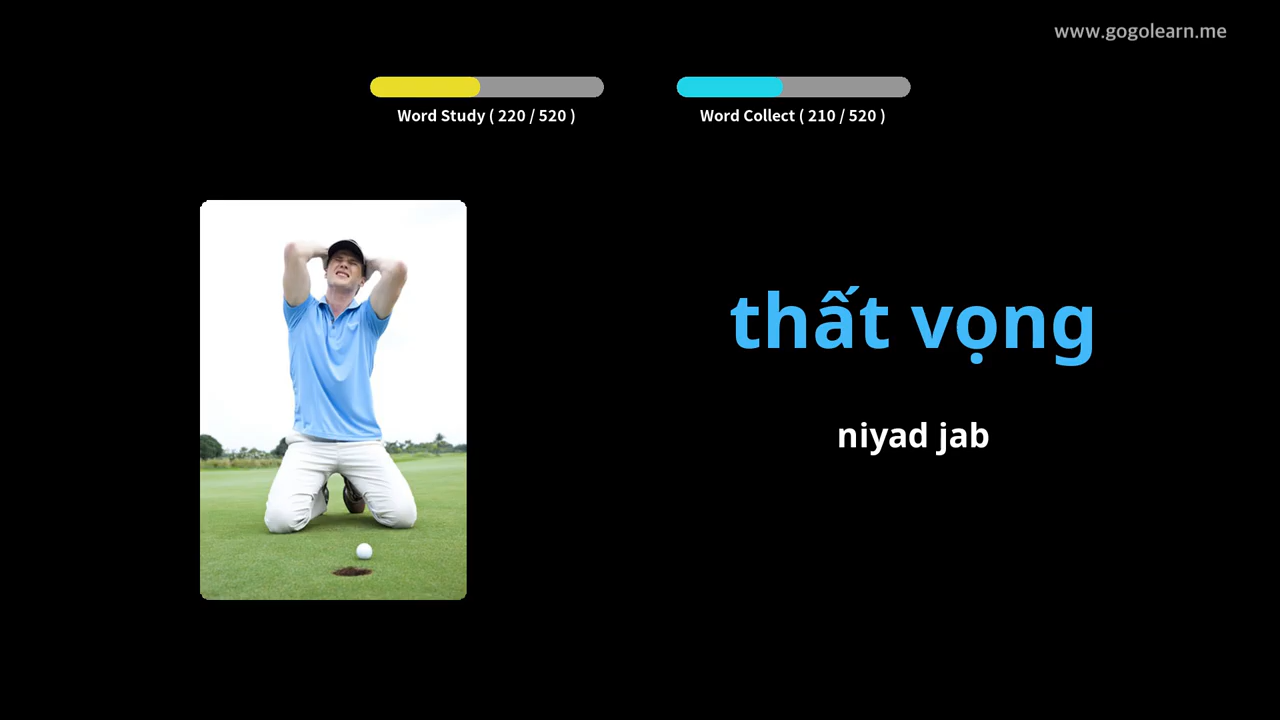 www.gogolearn.me
Word Study ( 220 / 520 )
Word Collect ( 210 / 520 )
thất vọng
niyad jab